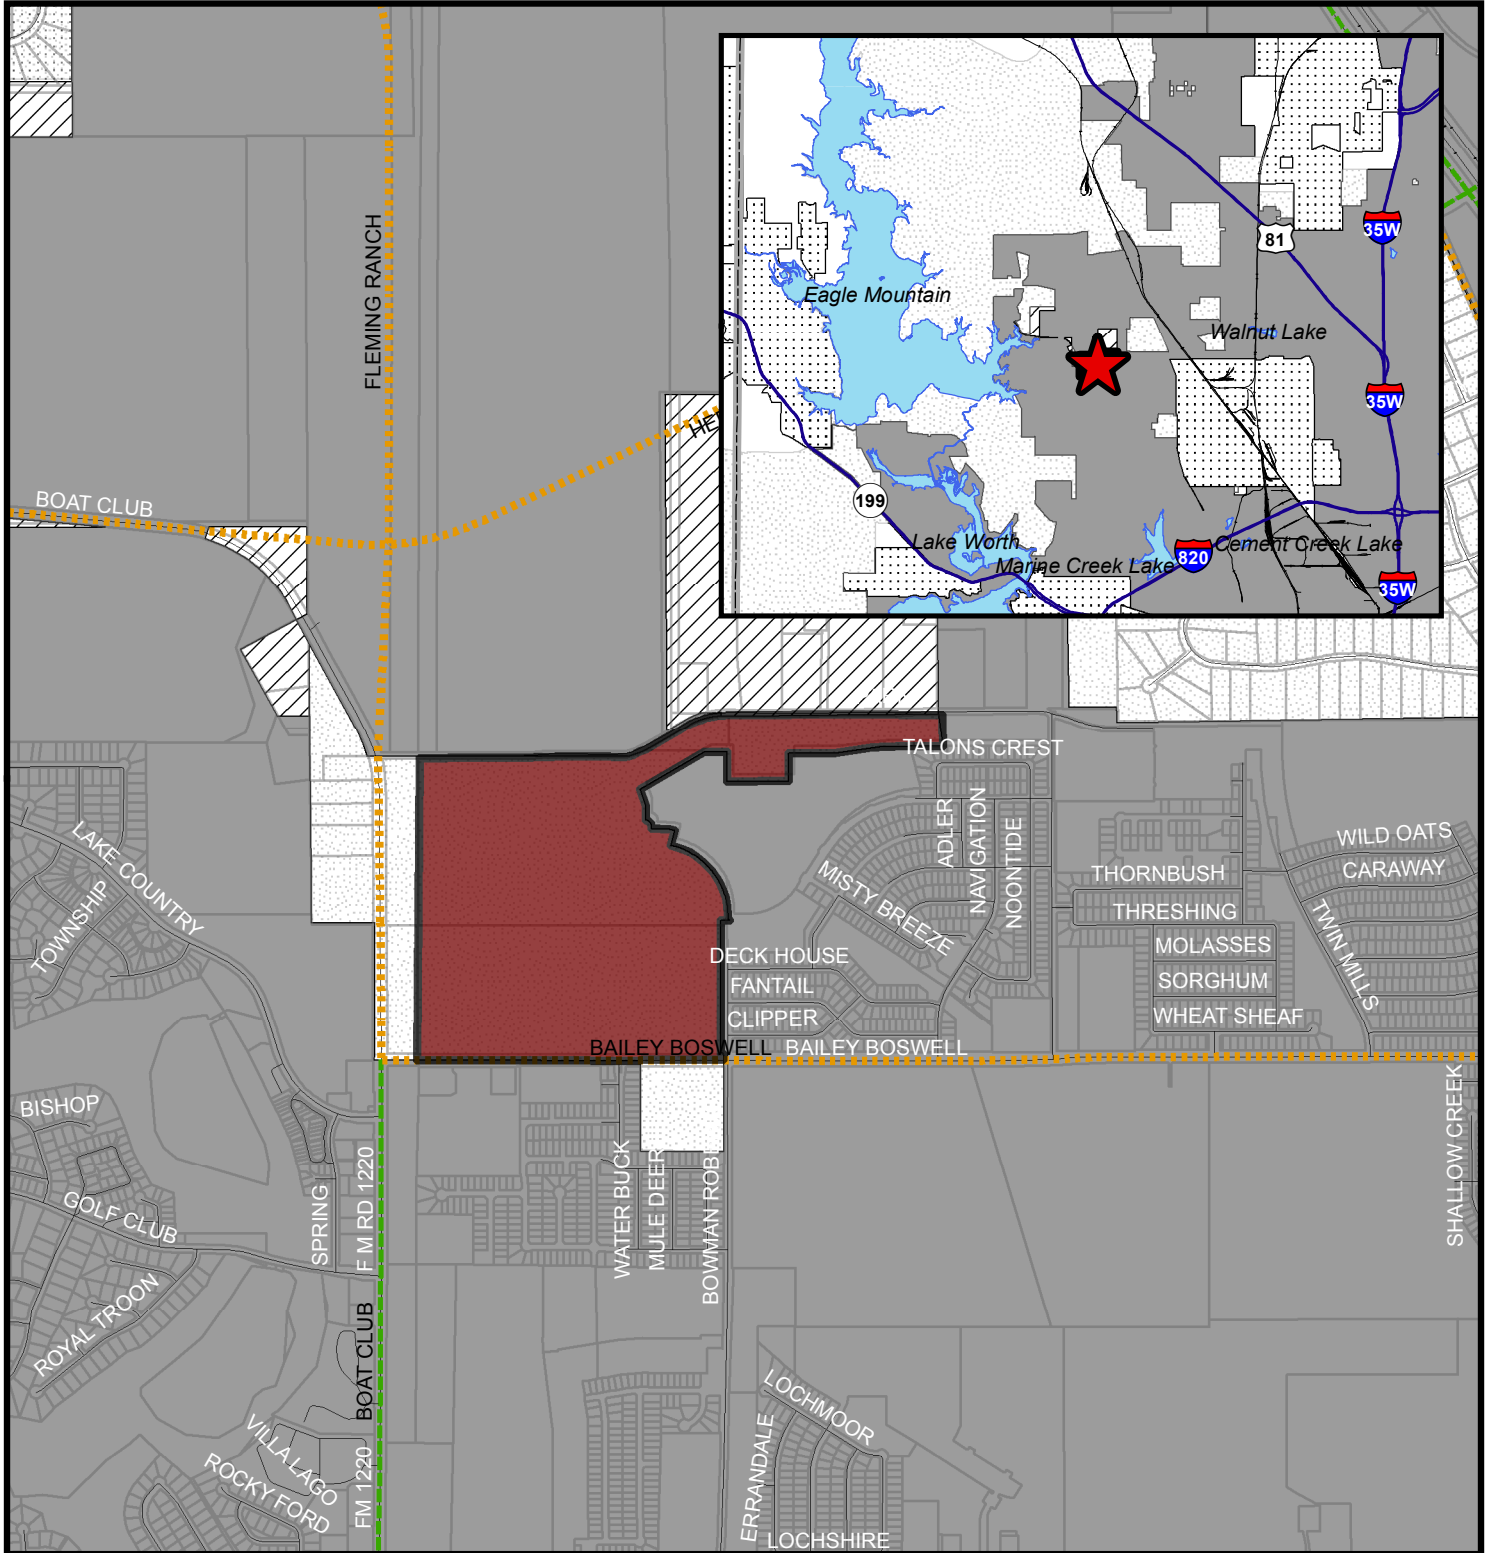 FLEMING RANCH
BOAT CLUB
Eagle Mountain
Walnut Lake
81
35W
35W
199
Lake Worth
Marine Creek Lake
820
Cement Creek Lake
35W
TALONS CREST
ADLER
NAVIGATION
NOONTIDE
MISTY BREEZE
LAKE COUNTRY
TOWNSHIP
THORNBUSH
THRESHING
MOLASSES
SORGHUM
WHEAT SHEAF
WILD OATS
CARAWAY
TWIN MILLS
DECK HOUSE
FANTAIL
CLIPPER
BAILEY BOSWELL
BAILEY BOSWELL
BISHOP
GOLF CLUB
SPRING
F M RD 1220
WATER BUCK
MULE DEER
BOWMAN ROBE
SHALLOW CREEK
ROYAL TROON
BOAT CLUB
VILLA LAGO
ROCKY FORD
FM 1220
LOCHMOOR
ERRANDALE
LOCHSHIRE